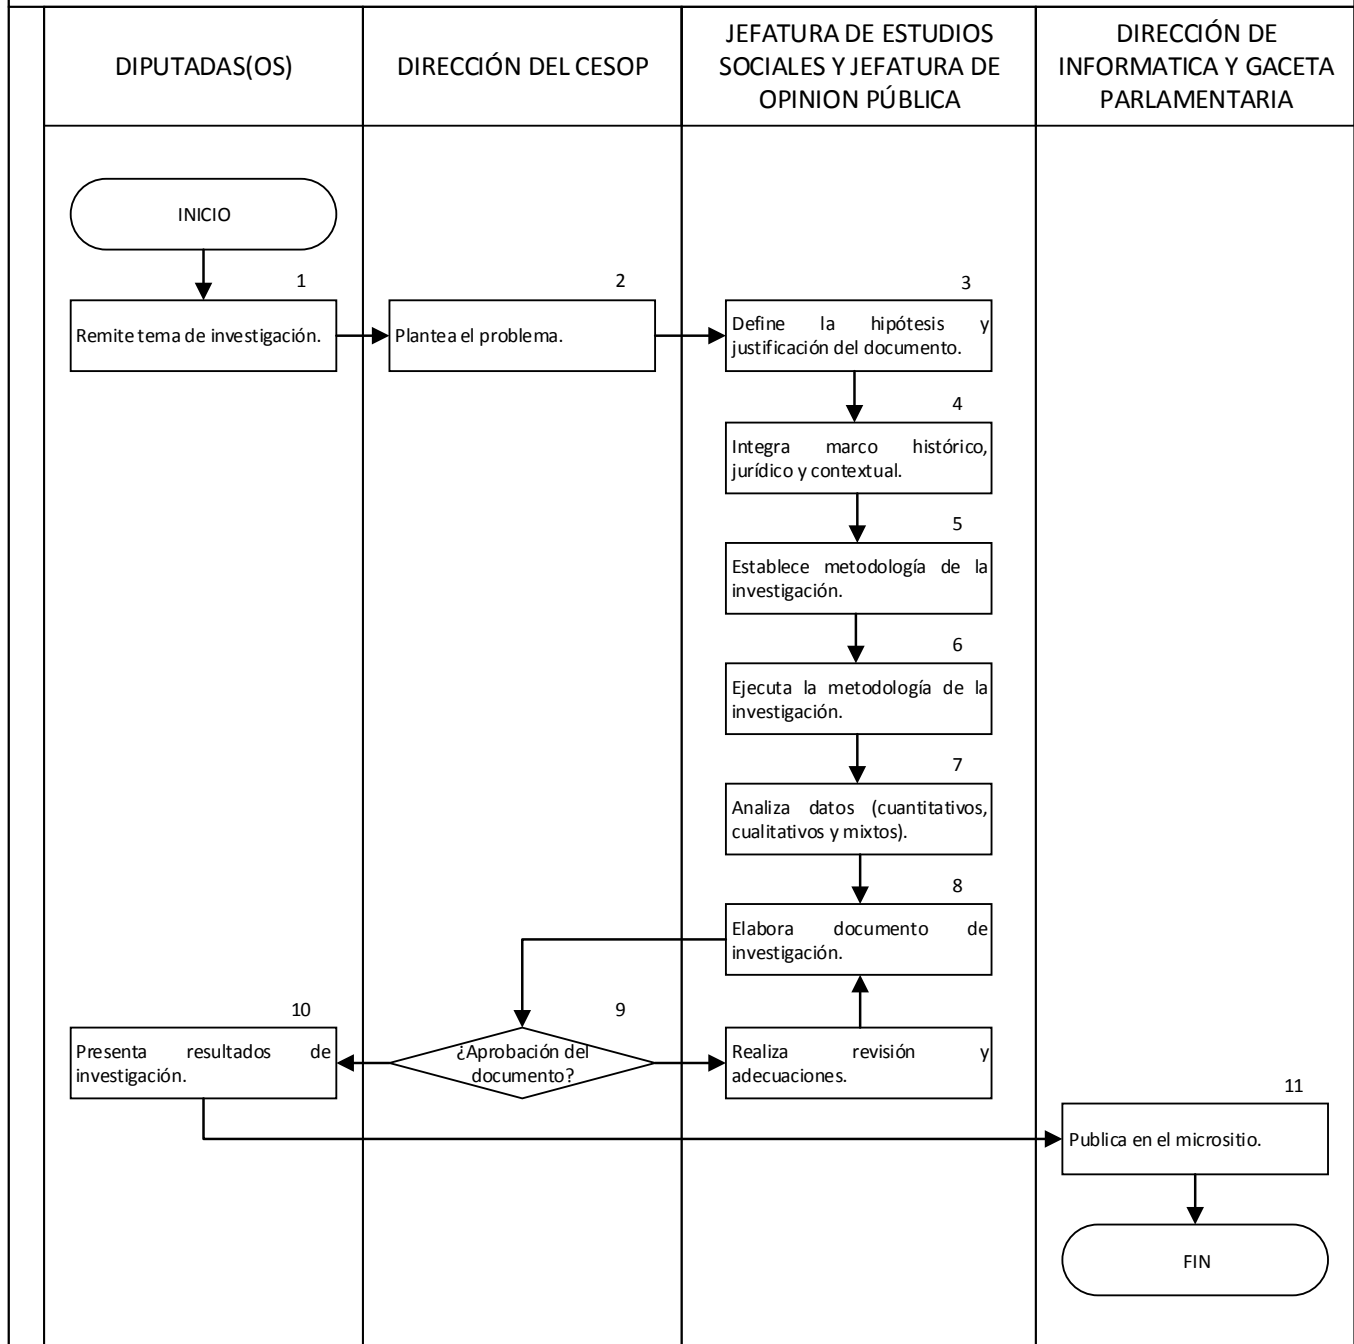 DIPUTADAS(OS)
DIRECCIÓN DEL CESOP
JEFATURA DE ESTUDIOS
SOCIALES Y JEFATURA DE
OPINION PÚBLICA
DIRECCIÓN DE
INFORMATICA Y GACETA
PARLAMENTARIA
INICIO
1
Remite tema de investigación.
2
Plantea el problema.
3
Define la hipótesis y
justificación del documento.
4
Integra marco histórico,
jurídico y contextual.
5
Establece metodología de la
investigación.
6
Ejecuta la metodología de la
investigación.
7
Analiza datos (cuantitativos,
cualitativos y mixtos).
8
Elabora documento de
investigación.
9
¿Aprobación del
documento?
Realiza revisión y
adecuaciones.
10
Presenta resultados de
investigación.
11
Publica en el micrositio.
FIN